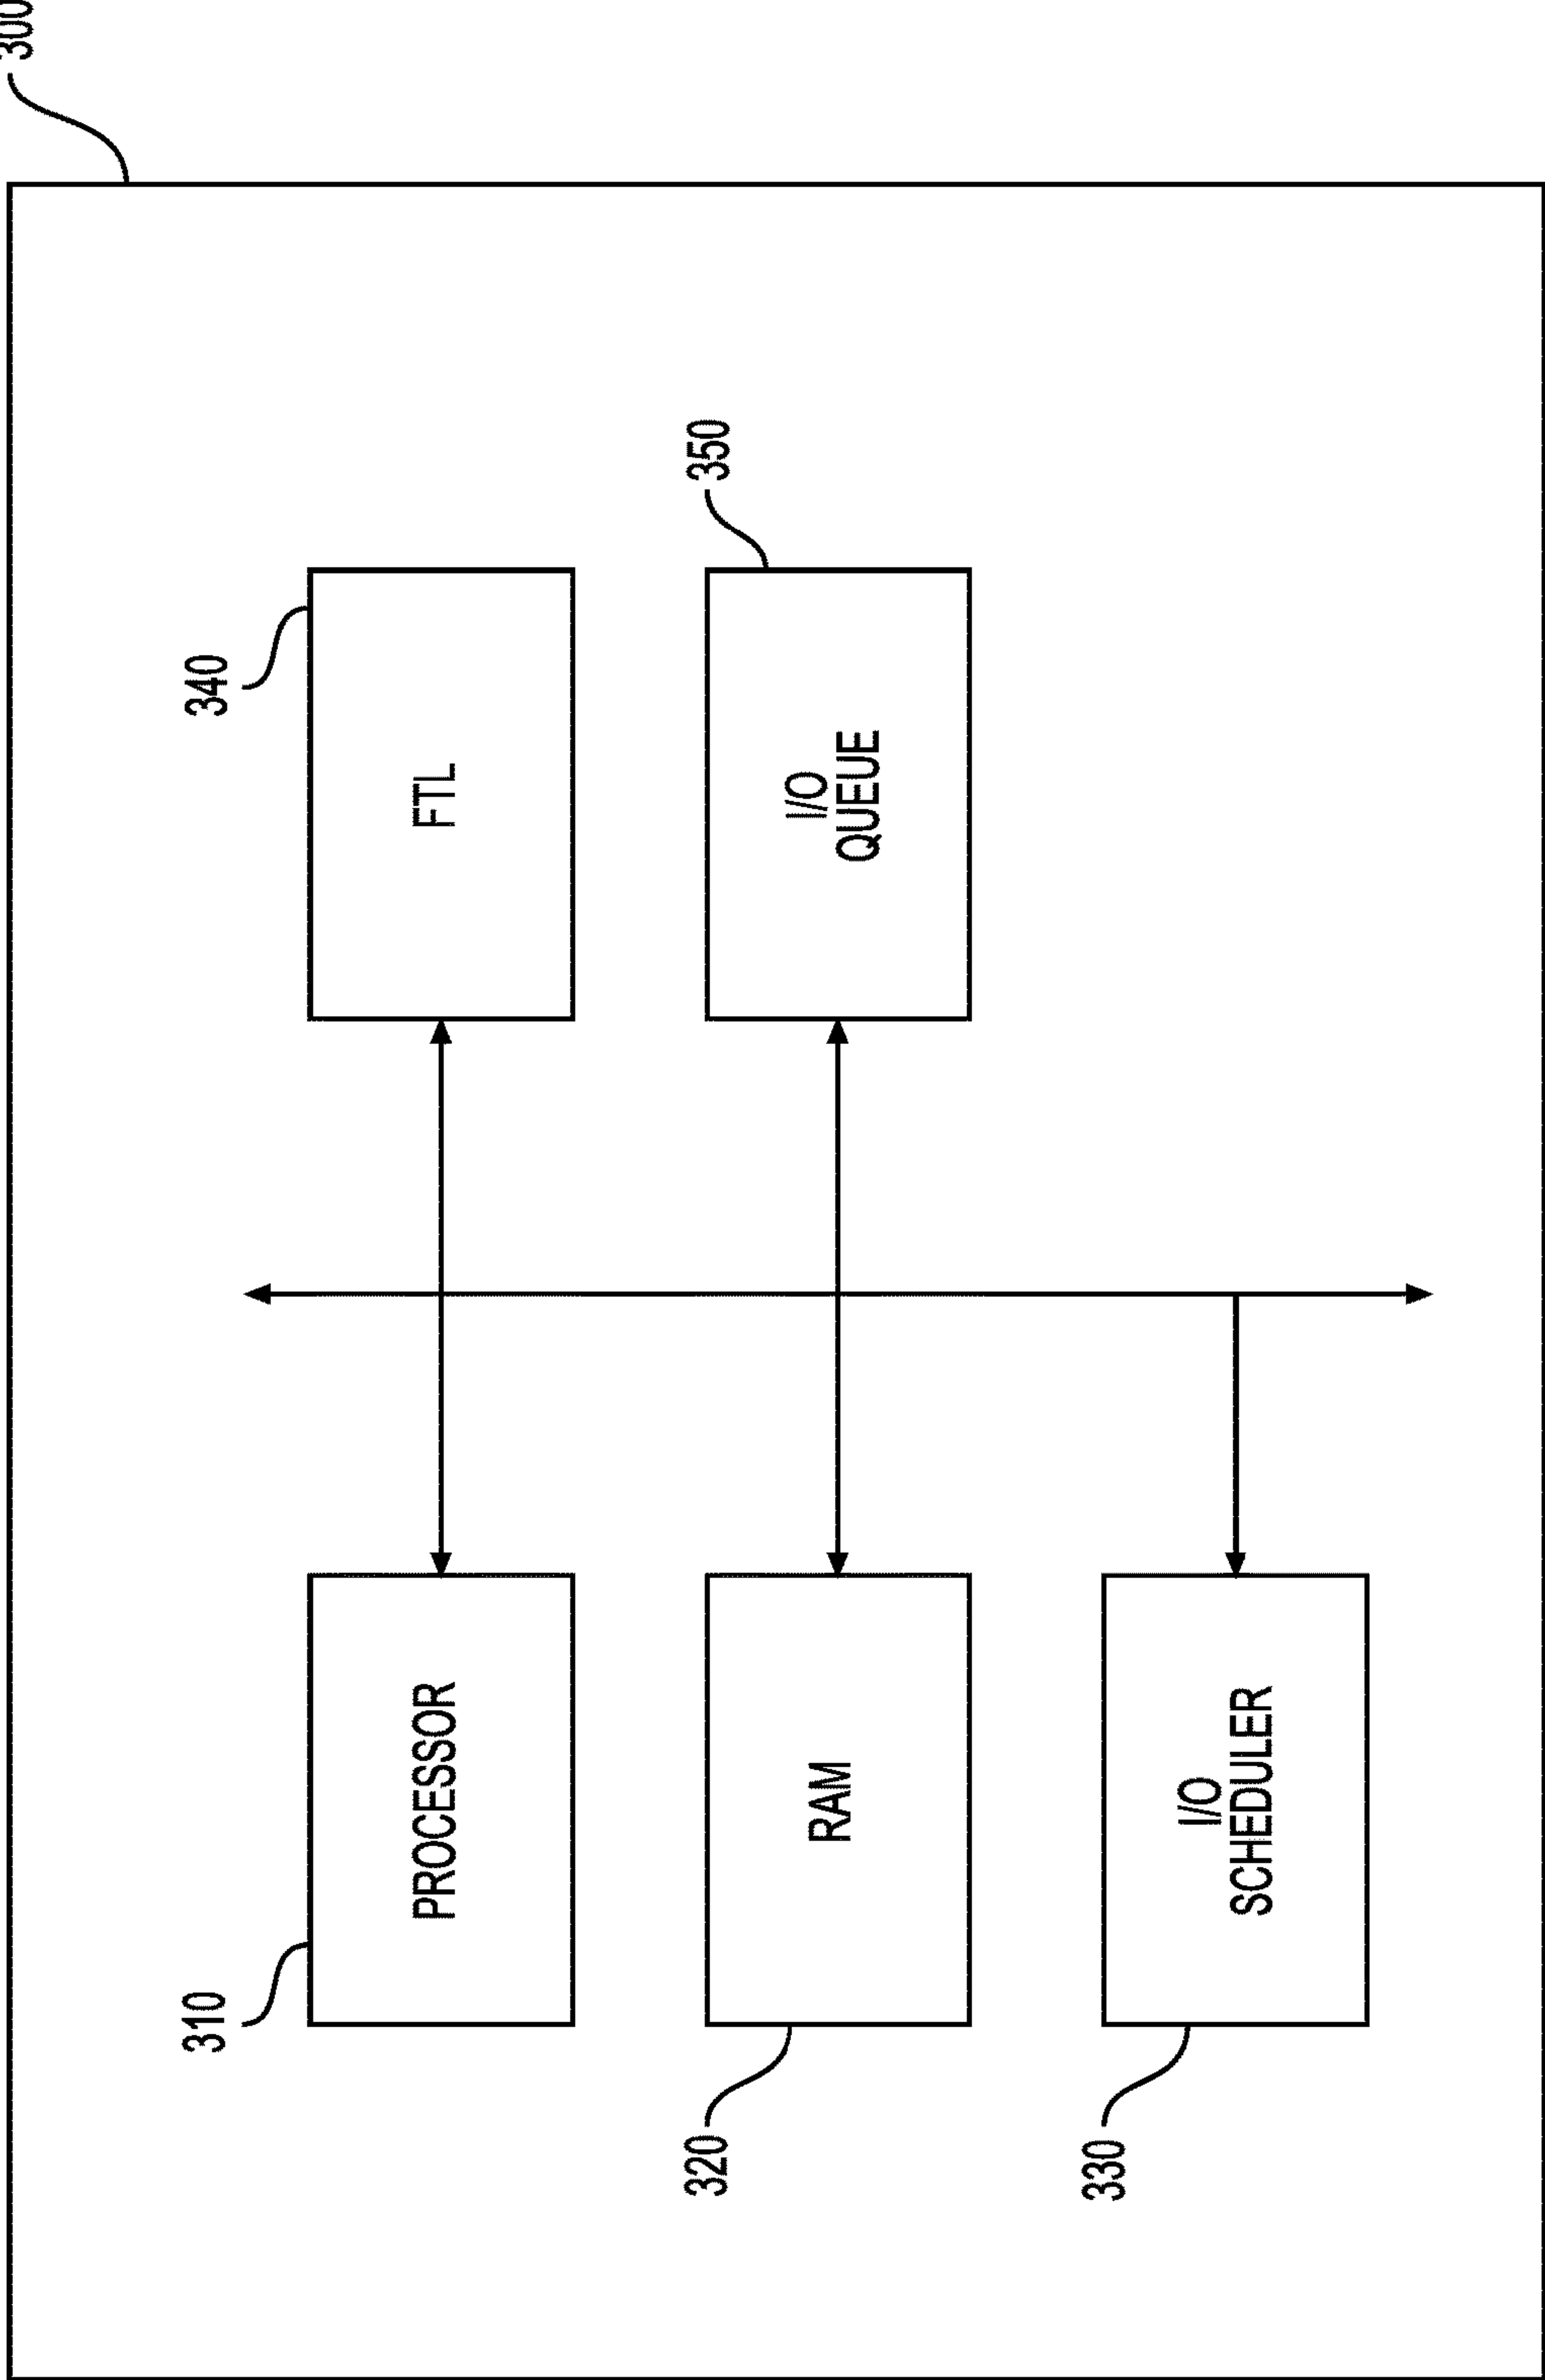 300
310
PROCESSOR
340
FTL
320
RAM
350
I/O
QUEUE
330
I/O
SCHEDULER